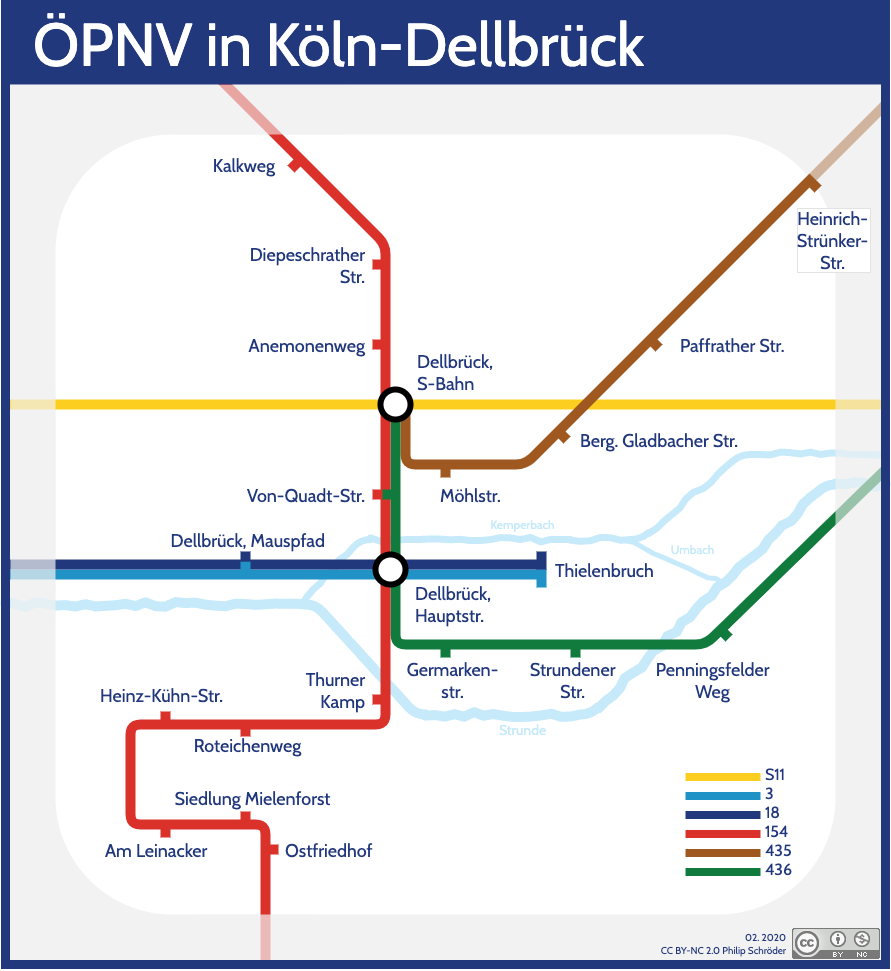 ÖPNV in Köln-Dellbrück
Kalkweg
Heinrich-
Strünker-
Str.
Diepeschrather
Str.
Anemonenweg
Paffrather Str.
Dellbrück,
S-Bahn
Berg. Gladbacher Str.
Von-Quadt-Str.
Möhlstr.
Kemperbach
Dellbrück, Mauspfad
Umbach
Thielenbruch
Dellbrück,
Hauptstr.
Thurner
Kamp
Germarken-
str.
Strundener
Str.
Penningsfelder
Weg
Heinz-Kühn-Str.
Strunde
Roteichenweg
Siedlung Mielenforst
Am Leinacker
Ostfriedhof
S11
3
18
154
435
436
02. 2020
CC BY-NC 2.0 Philip Schröder
cc
BY NC